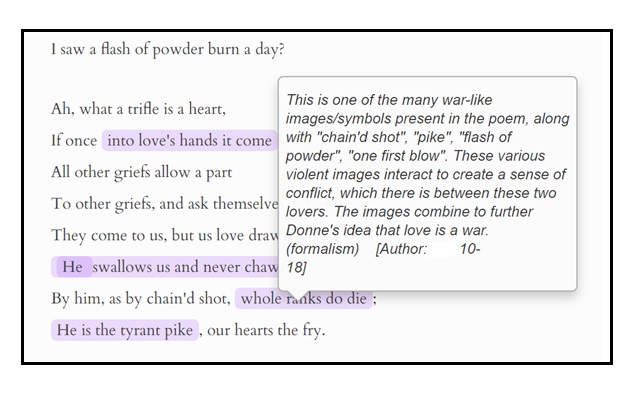 I saw a flash of powder burn a day?
Ah, what a trifle is a heart,
If once into love's hands it come
All other griefs allow a part
To other griefs, and ask themselve
They come to us, but us love draw
He swallows us and never chaw
By him, as by chain'd shot, whole ranks do die ;
He is the tyrant pike , our hearts the fry.
This is one of the many war-like
images/symbols present in the poem, along
with "chain'd shot", "pike", "flash of
powder", "one first blow". These various
violent images interact to create a sense of
conflict, which there is between these two
lovers. The images combine to further
Donne's idea that love is a war.
(formalism) [Author: 10-
18]